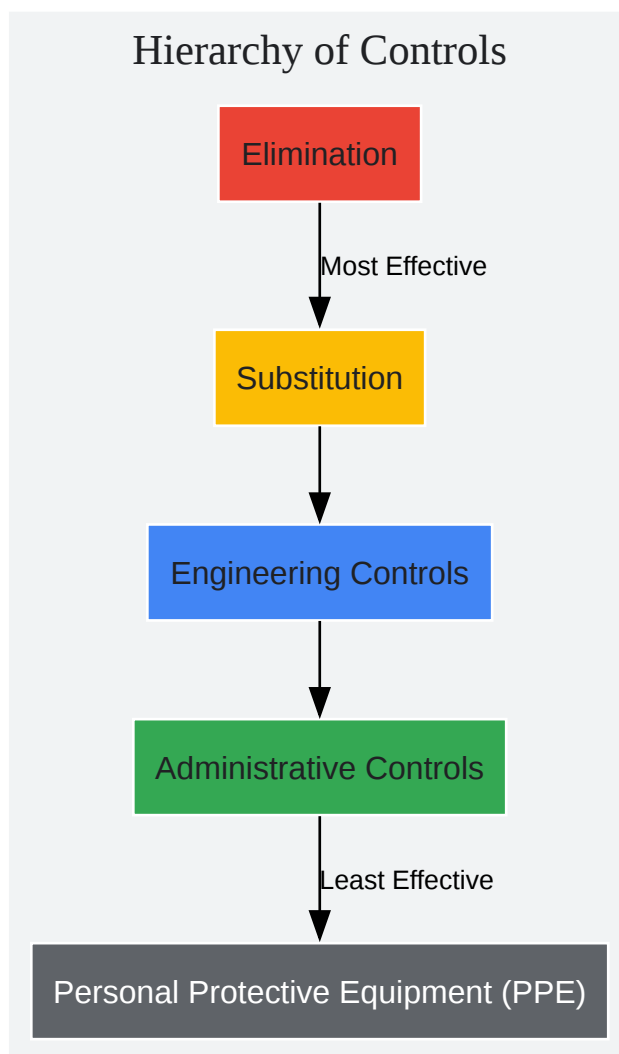 Hierarchy of Controls
Elimination
Most Effective
Substitution
Engineering Controls
Administrative Controls
Least Effective
Personal Protective Equipment (PPE)